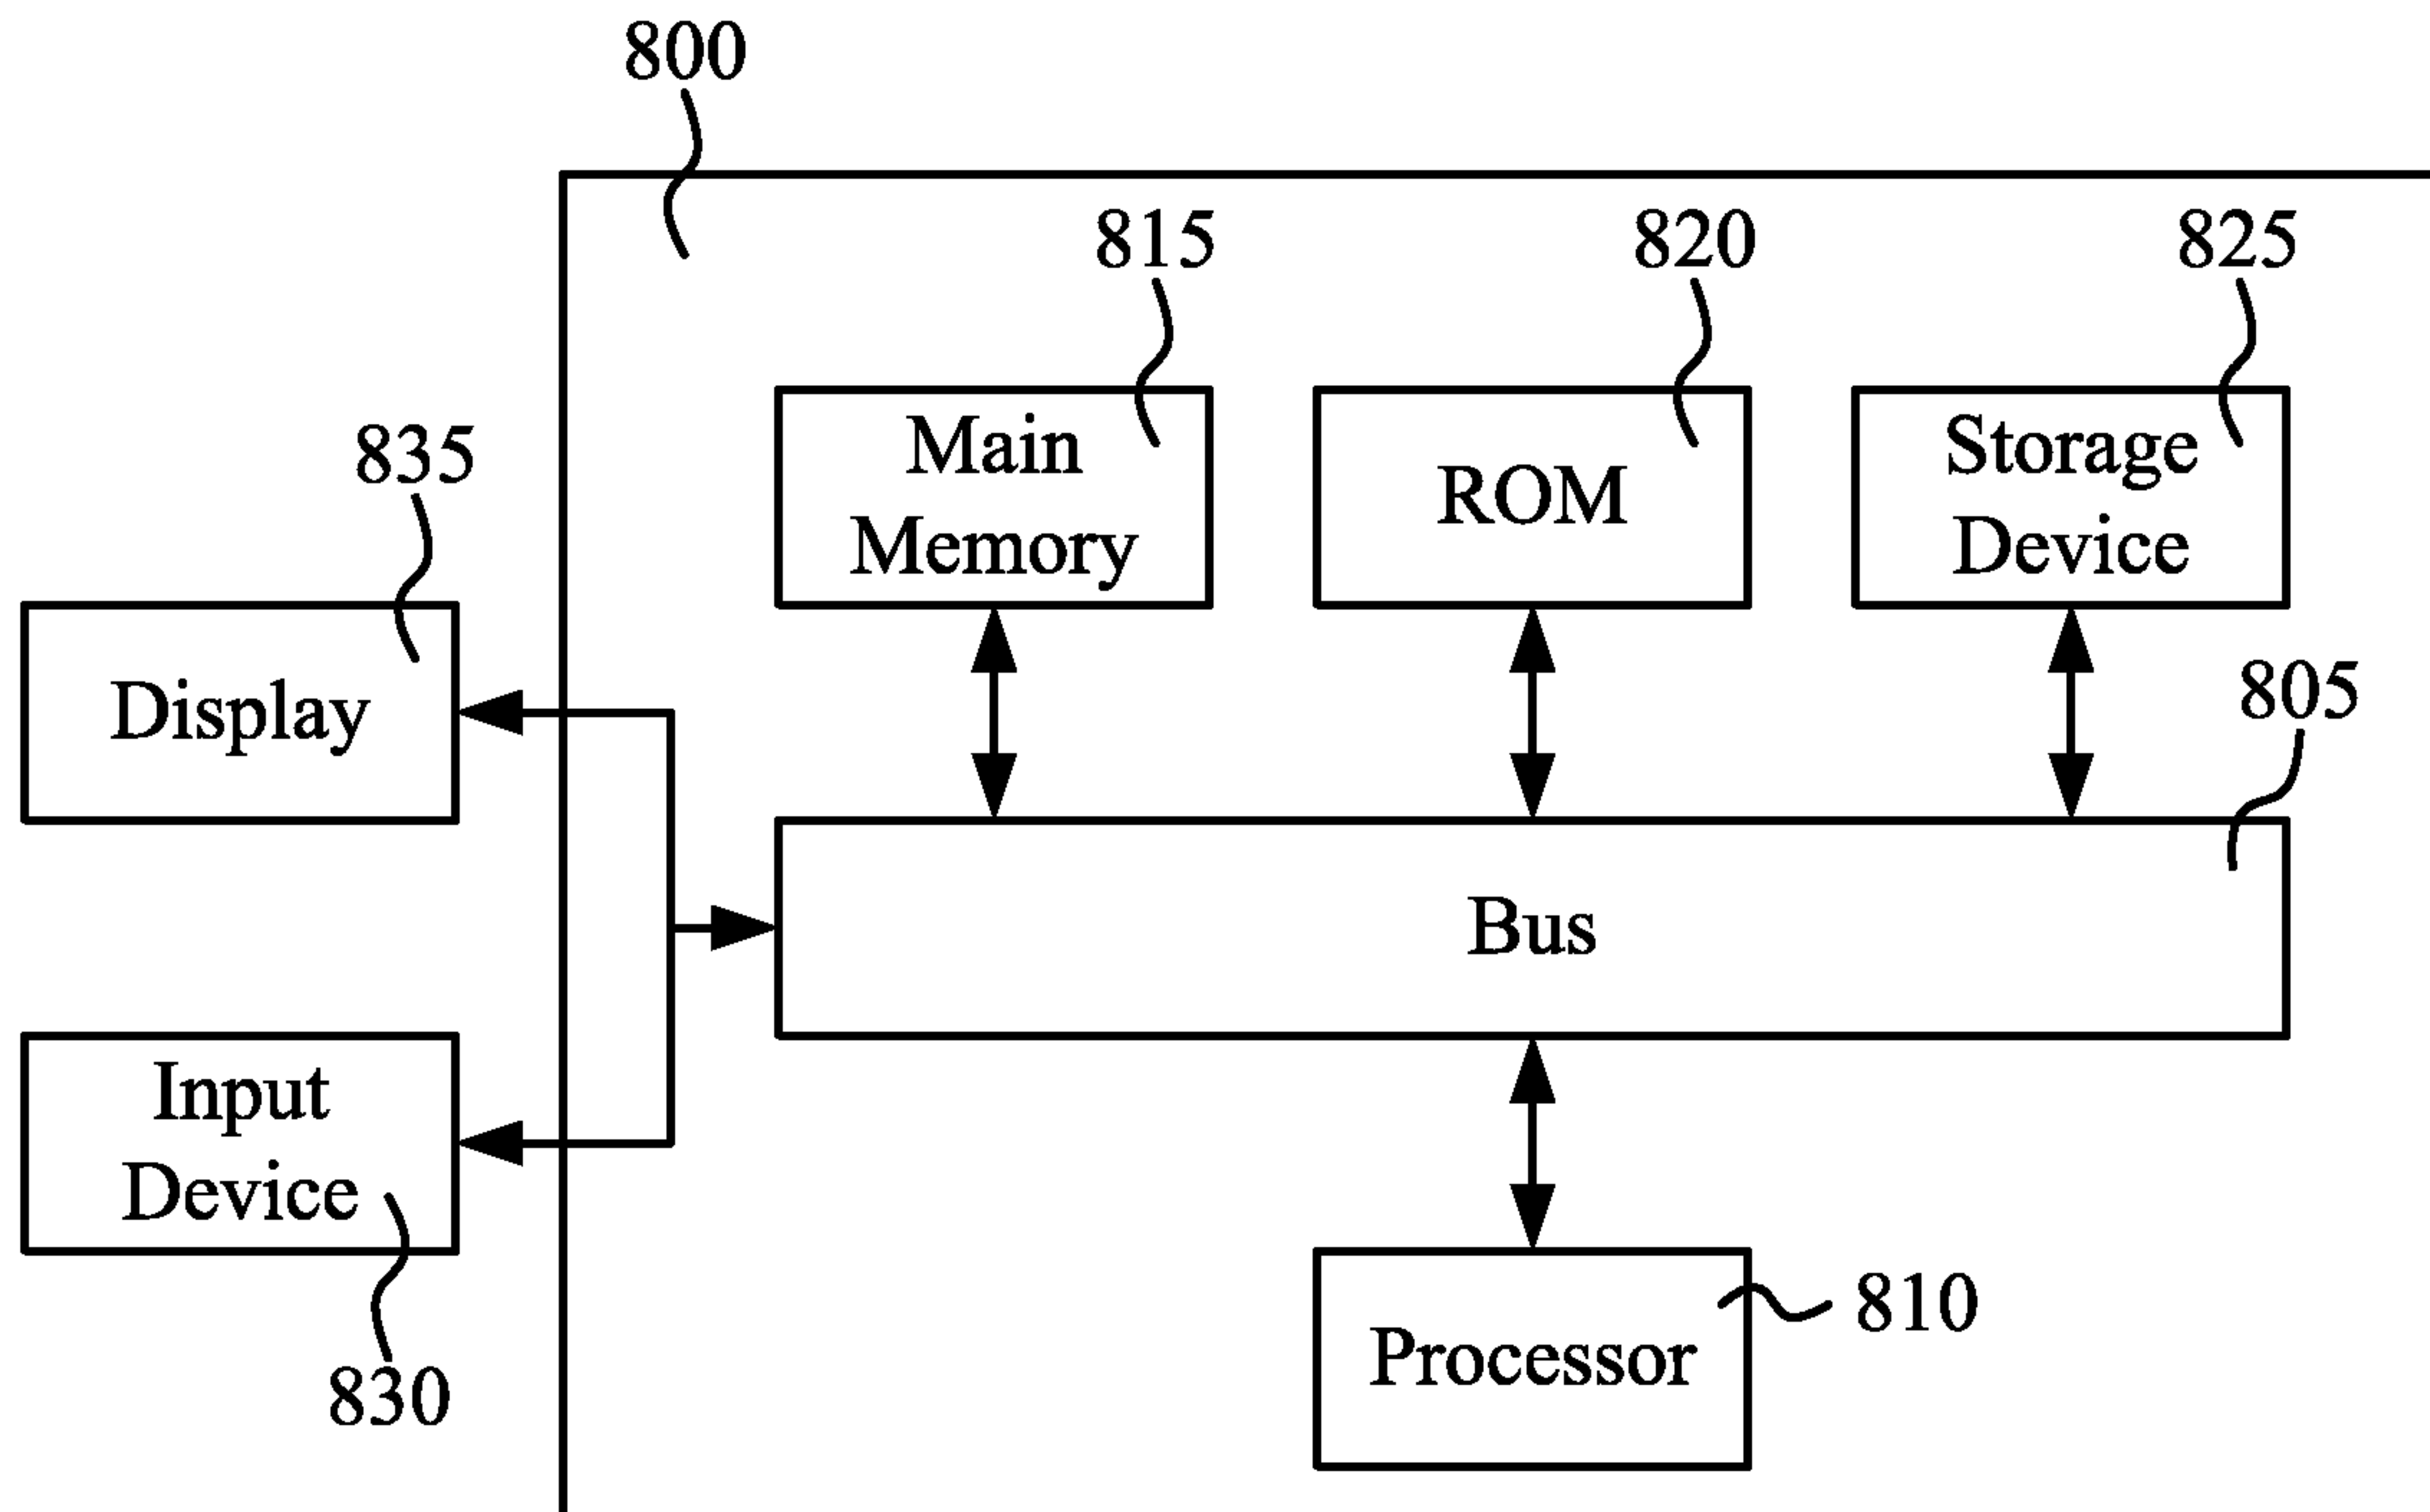 800
815
820
825
Main
Memory
ROM
Storage
Device
835
Display
805
Bus
Input
Device
830
810
Processor